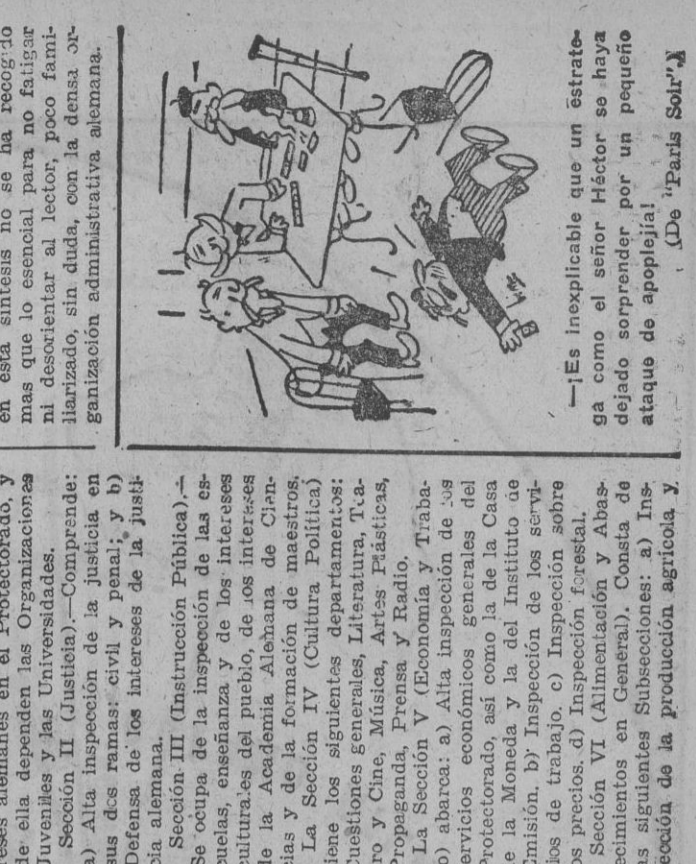 eses alemanes en el Protectorado, y
de ella dependen las Organizaciones
Juveniles y las Universidades.
Sección II (Justicia).—Comprende:
a) Alta inspección de la justicia en
sus dos ramas: civil y penal; y b)
Defensa de los intereses de la justi-
cia alemana.
Sección III (Instrucción Pública).—
Se ocupa de la inspección de las es-
cuelas, enseñanza y de los intereses
culturales del pueblo, de los intereses
de la Academia Alemana de Cien-
cias y de la formación de maestros.
La Sección IV (Cultura Política)
tiene los siguientes departamentos:
Cuestiones generales, Literatura, Tea-
tro y Cine, Música, Artes Plásticas,
Propaganda, Prensa y Radio.
La Sección V (Economía y Traba-
jo) abarca: a) Alta inspección de los
servicios económicos generales del
Protectorado, así como la de la Casa
de la Moneda y la del Instituto de
Emisión. b) Inspección de los servi-
cios de trabajo. c) Inspección sobre
los precios. d) Inspección forestal.
Sección VI (Alimentación y Abas-
tecimientos en General). Consta de
las siguientes Subsecciones: a) Ins-
pección de la producción agrícola y
en esta síntesis no se ha recogido
mas que lo esencial para no fatigar
ni desorientar al lector, poco fami-
liarizado, sin duda, con la densa or-
ganización administrativa alemana.
—¡Es inexplicable que un estrate-
ga como el señor Héctor se haya
dejado sorprender por un pequeño
ataque de apoplejía!
(De "Paris Soir".)